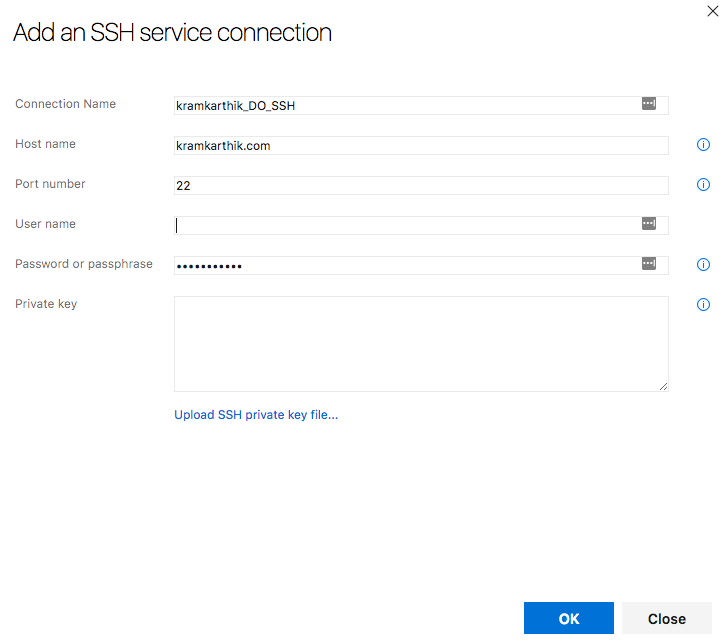 Add an SSH service connection
Connection Name kramkarthik_DO_SSH
Host name kramkarthik.com
Port number 22
User name
Password or passphrase •••••••••••
Private key
Upload SSH private key file...
OK Close